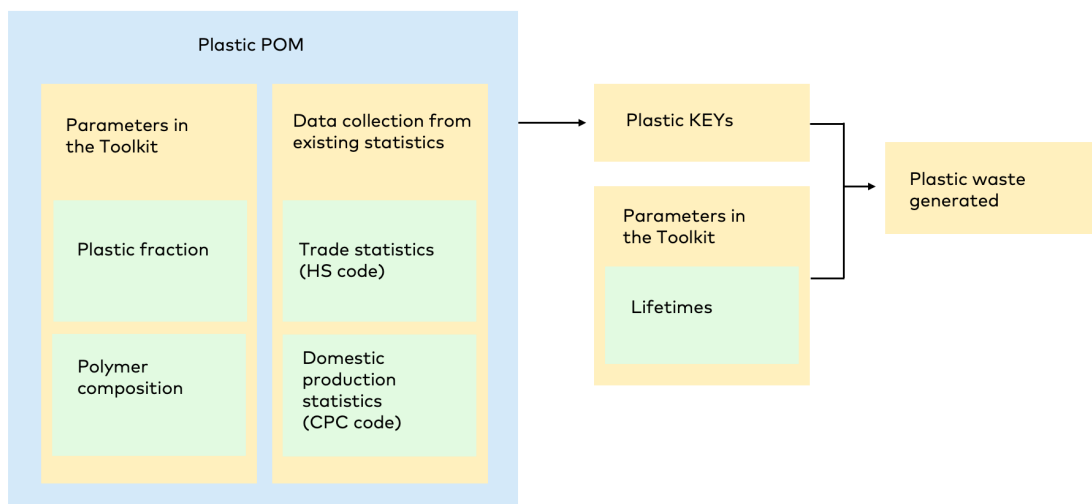 Plastic POM
Parameters in
the Toolkit
Plastic fraction
Polymer
composition
Data collection from
existing statistics
Trade statistics
(HS code)
Domestic
production
statistics
(CPC code)
Plastic KEYs
Parameters in
the Toolkit
Lifetimes
Plastic waste
generated